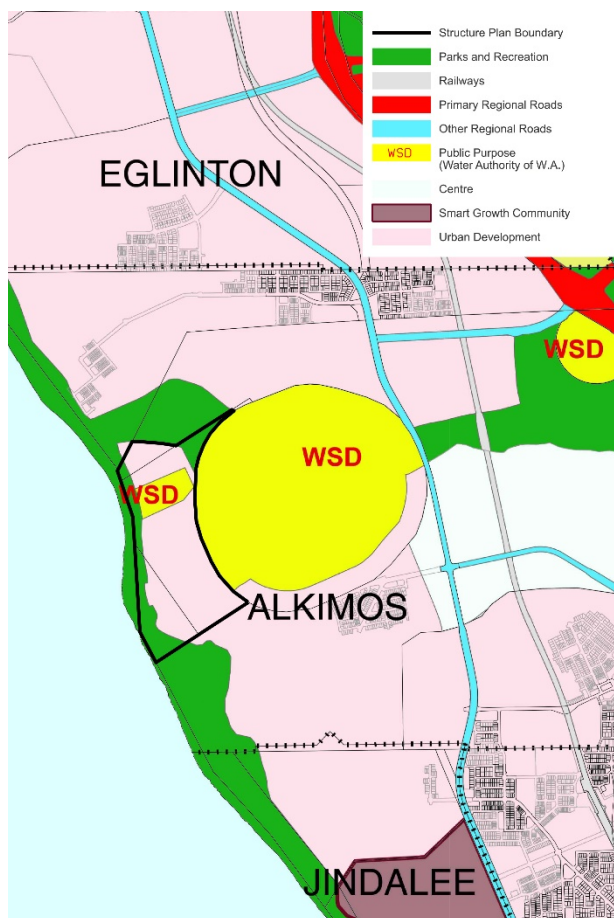 Structure Plan Boundary
Parks and Recreation
Railways
Primary Regional Roads
Other Regional Roads
WSD
Public Purpose
(Water Authority of W.A.)
Centre
Smart Growth Community
Urban Development
EGLINTON
WSD
WSD
WSD
ALKIMOS
JINDALEE